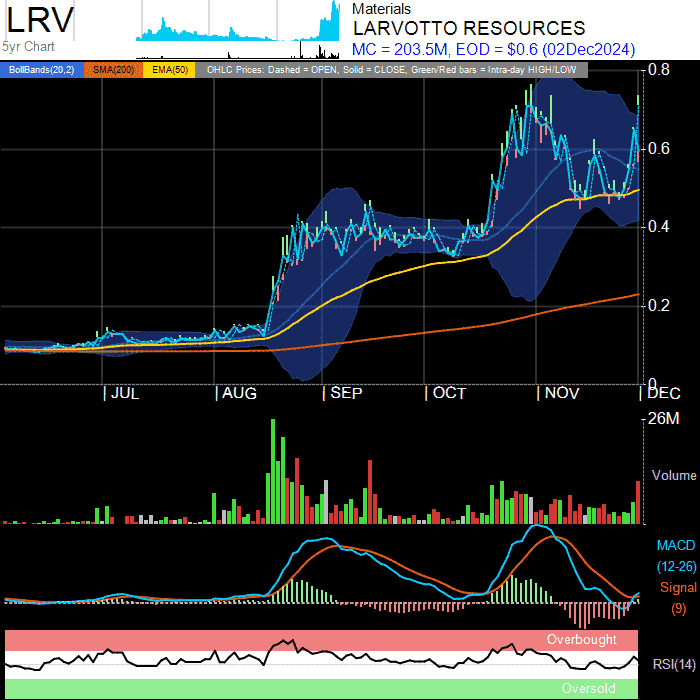 LRV
5yr Chart
Materials
LARVOTTO RESOURCES
MC = 203.5M, EOD = $0.6 (02Dec2024)
BollBands(20,2) SMA(200) EMA(50) OHLC Prices: Dashed = OPEN, Solid = CLOSE, Green/Red bars = Intra-day HIGH/LOW
0.8
0.6
0.4
0.2
0
JUL AUG SEP OCT NOV DEC
26M
Volume
MACD
(12-26)
Signal
(9)
Overbought
RSI(14)
Oversold